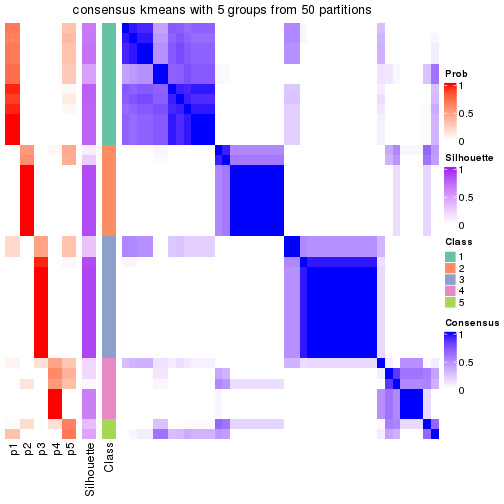 consensus kmeans with 5 groups from 50 partitions
Prob
1
0.5
0
Silhouette
1
0.5
0
Class
1
2
3
4
5
Consensus
1
0.5
0
p1
p2
p3
p4
p5
Silhouette
Class